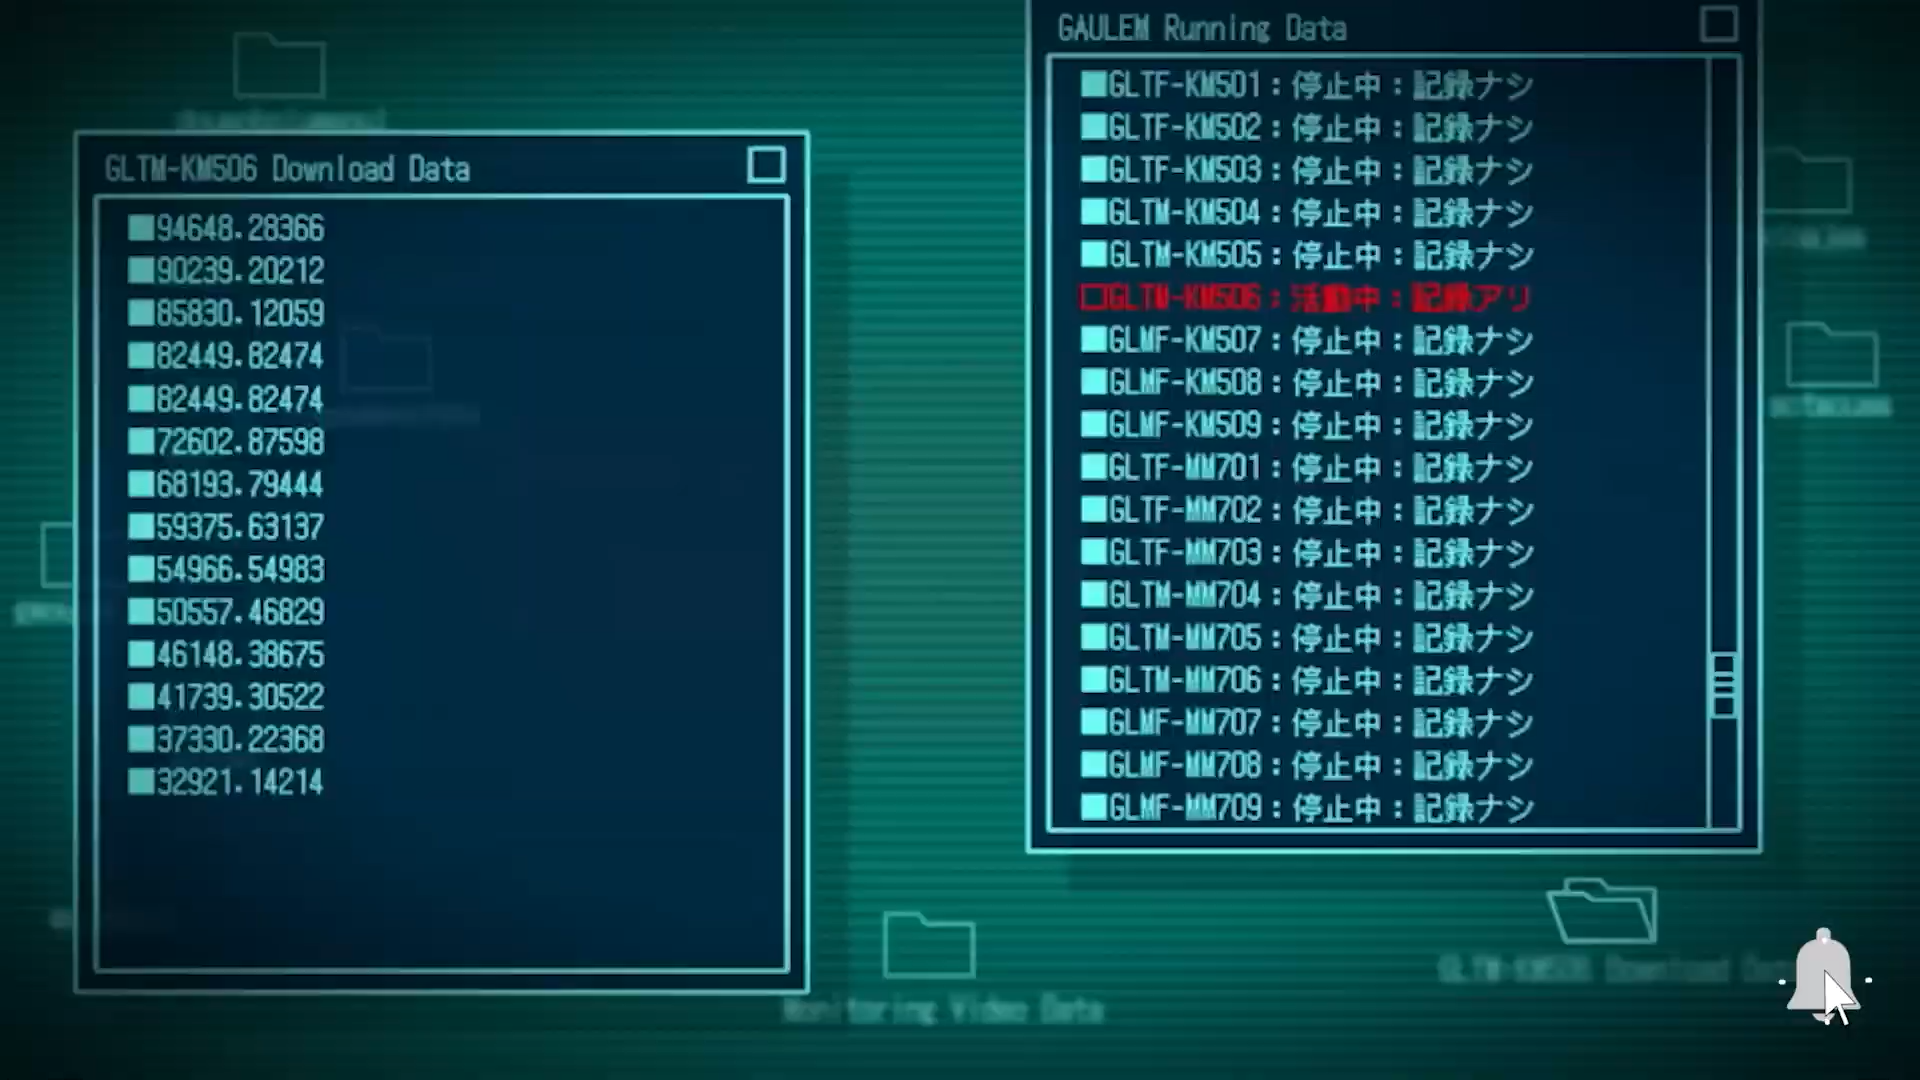 GLTM-KM506 Download Data
■94648.28366
■90239.20212
■85830.12059
■82449.82474
■82449.82474
■72602.87598
■68193.79444
■59375.63137
■54966.54983
■50557.46829
■46148.38675
■41739.30522
■37330.22368
■32921.14214
GAULEM Running Data
■GLTF-KM501：停止中：記録ナシ
■GLTF-KM502：停止中：記録ナシ
■GLTF-KM503：停止中：記録ナシ
■GLTM-KM504：停止中：記録ナシ
■GLTM-KM505：停止中：記録ナシ
□GLTM-KM506：活動中：記録アリ
■GLMF-KM507：停止中：記録ナシ
■GLMF-KM508：停止中：記録ナシ
■GLMF-KM509：停止中：記録ナシ
■GLTF-MM701：停止中：記録ナシ
■GLTF-MM702：停止中：記録ナシ
■GLTF-MM703：停止中：記録ナシ
■GLTM-MM704：停止中：記録ナシ
■GLTM-MM705：停止中：記録ナシ
■GLTM-MM706：停止中：記録ナシ
■GLMF-MM707：停止中：記録ナシ
■GLMF-MM708：停止中：記録ナシ
■GLMF-MM709：停止中：記録ナシ
GLTM-KM506 Download
Monitoring Video Data